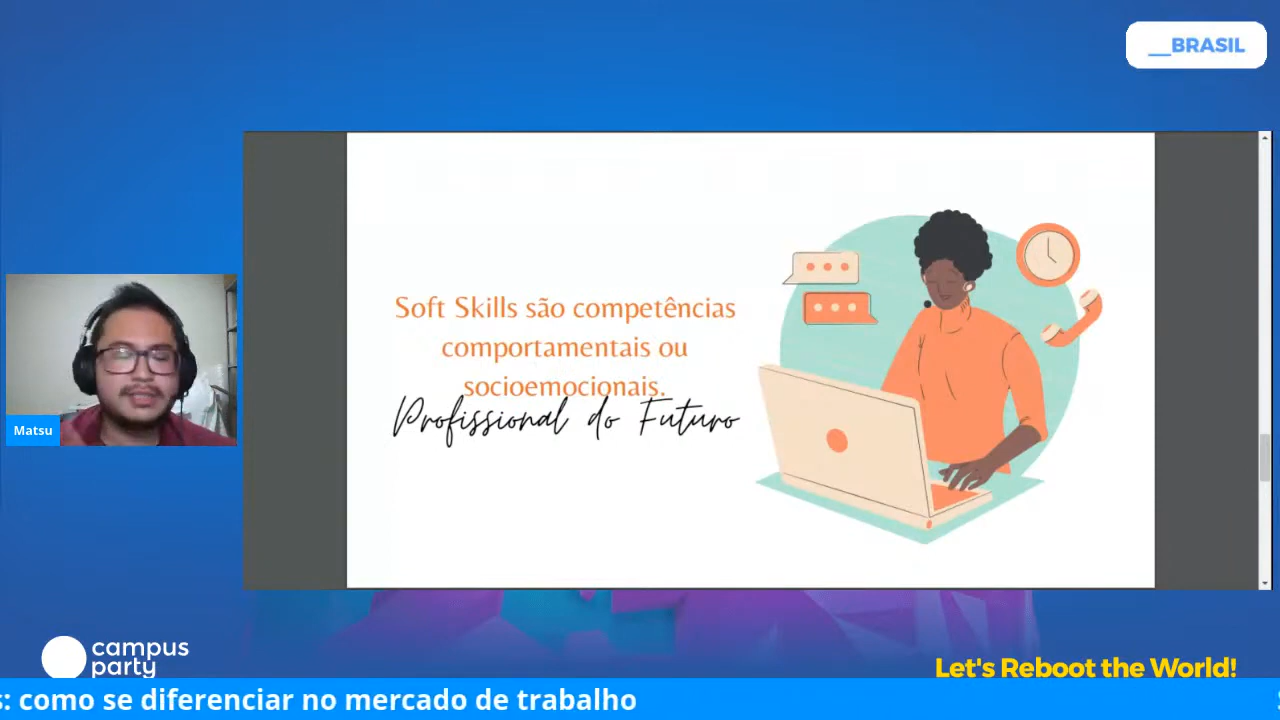 __BRASIL
Soft Skills são competências
comportamentais ou
socioemocionais.
Profissional do Futuro
Matsu
campus
party
Let's Reboot the World!
s: como se diferenciar no mercado de trabalho